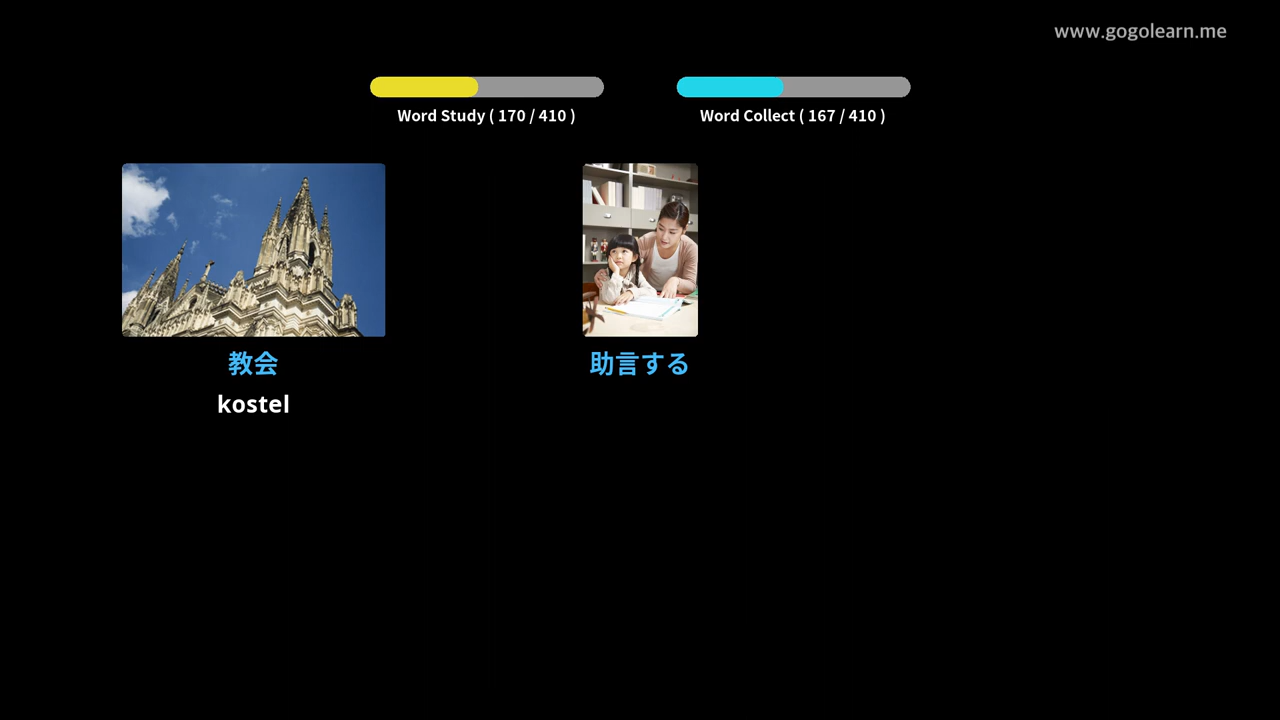 www.gogolearn.me
Word Study ( 170 / 410 )
Word Collect ( 167 / 410 )
教会
助言する
kostel